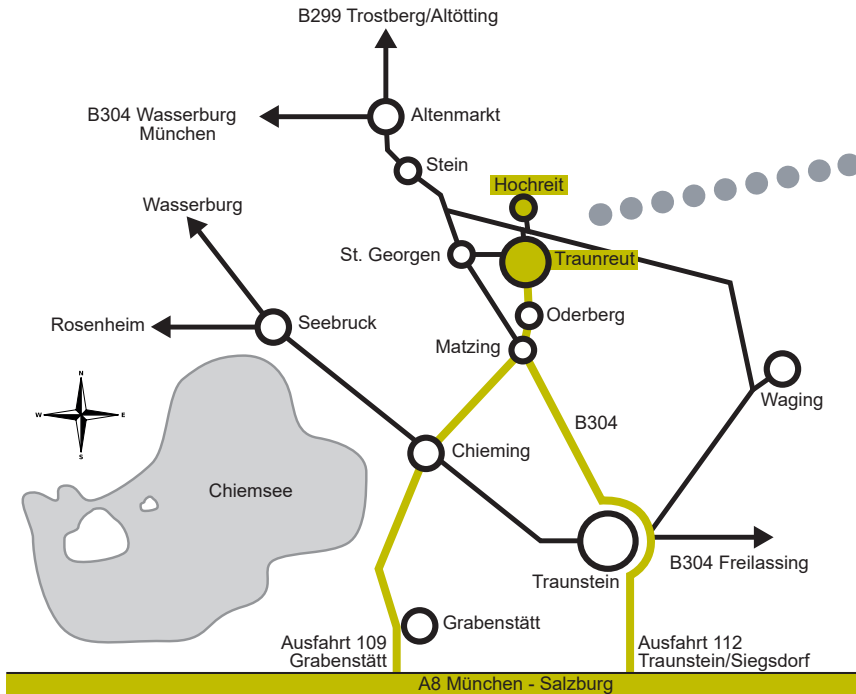 B299 Trostberg/Altötting
B304 Wasserburg
München
Altenmarkt
Stein
Hochreit
Wasserburg
St. Georgen
Traunreut
Rosenheim
Seebruck
Oderberg
Matzing
N
W
E
S
Waging
B304
Chieming
Chiemsee
B304 Freilassing
Traunstein
Grabenstätt
Ausfahrt 109
Grabenstätt
Ausfahrt 112
Traunstein/Siegsdorf
A8 München - Salzburg